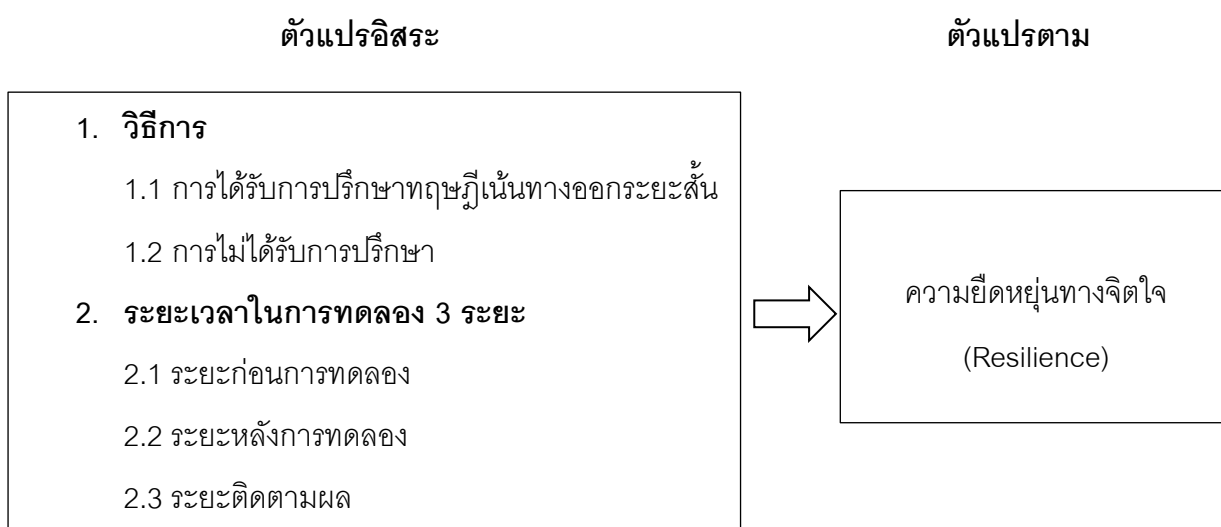 ตัวแปรอิสระ
ตัวแปรตาม
1. วิธีการ
1.1 การได้รับการปรึกษาทฤษฎีเน้นทางออกระยะสั้น
1.2 การไม่ได้รับการปรึกษา
2. ระยะเวลาในการทดลอง 3 ระยะ
2.1 ระยะก่อนการทดลอง
2.2 ระยะหลังการทดลอง
2.3 ระยะติดตามผล
ความยืดหยุ่นทางจิตใจ
(Resilience)